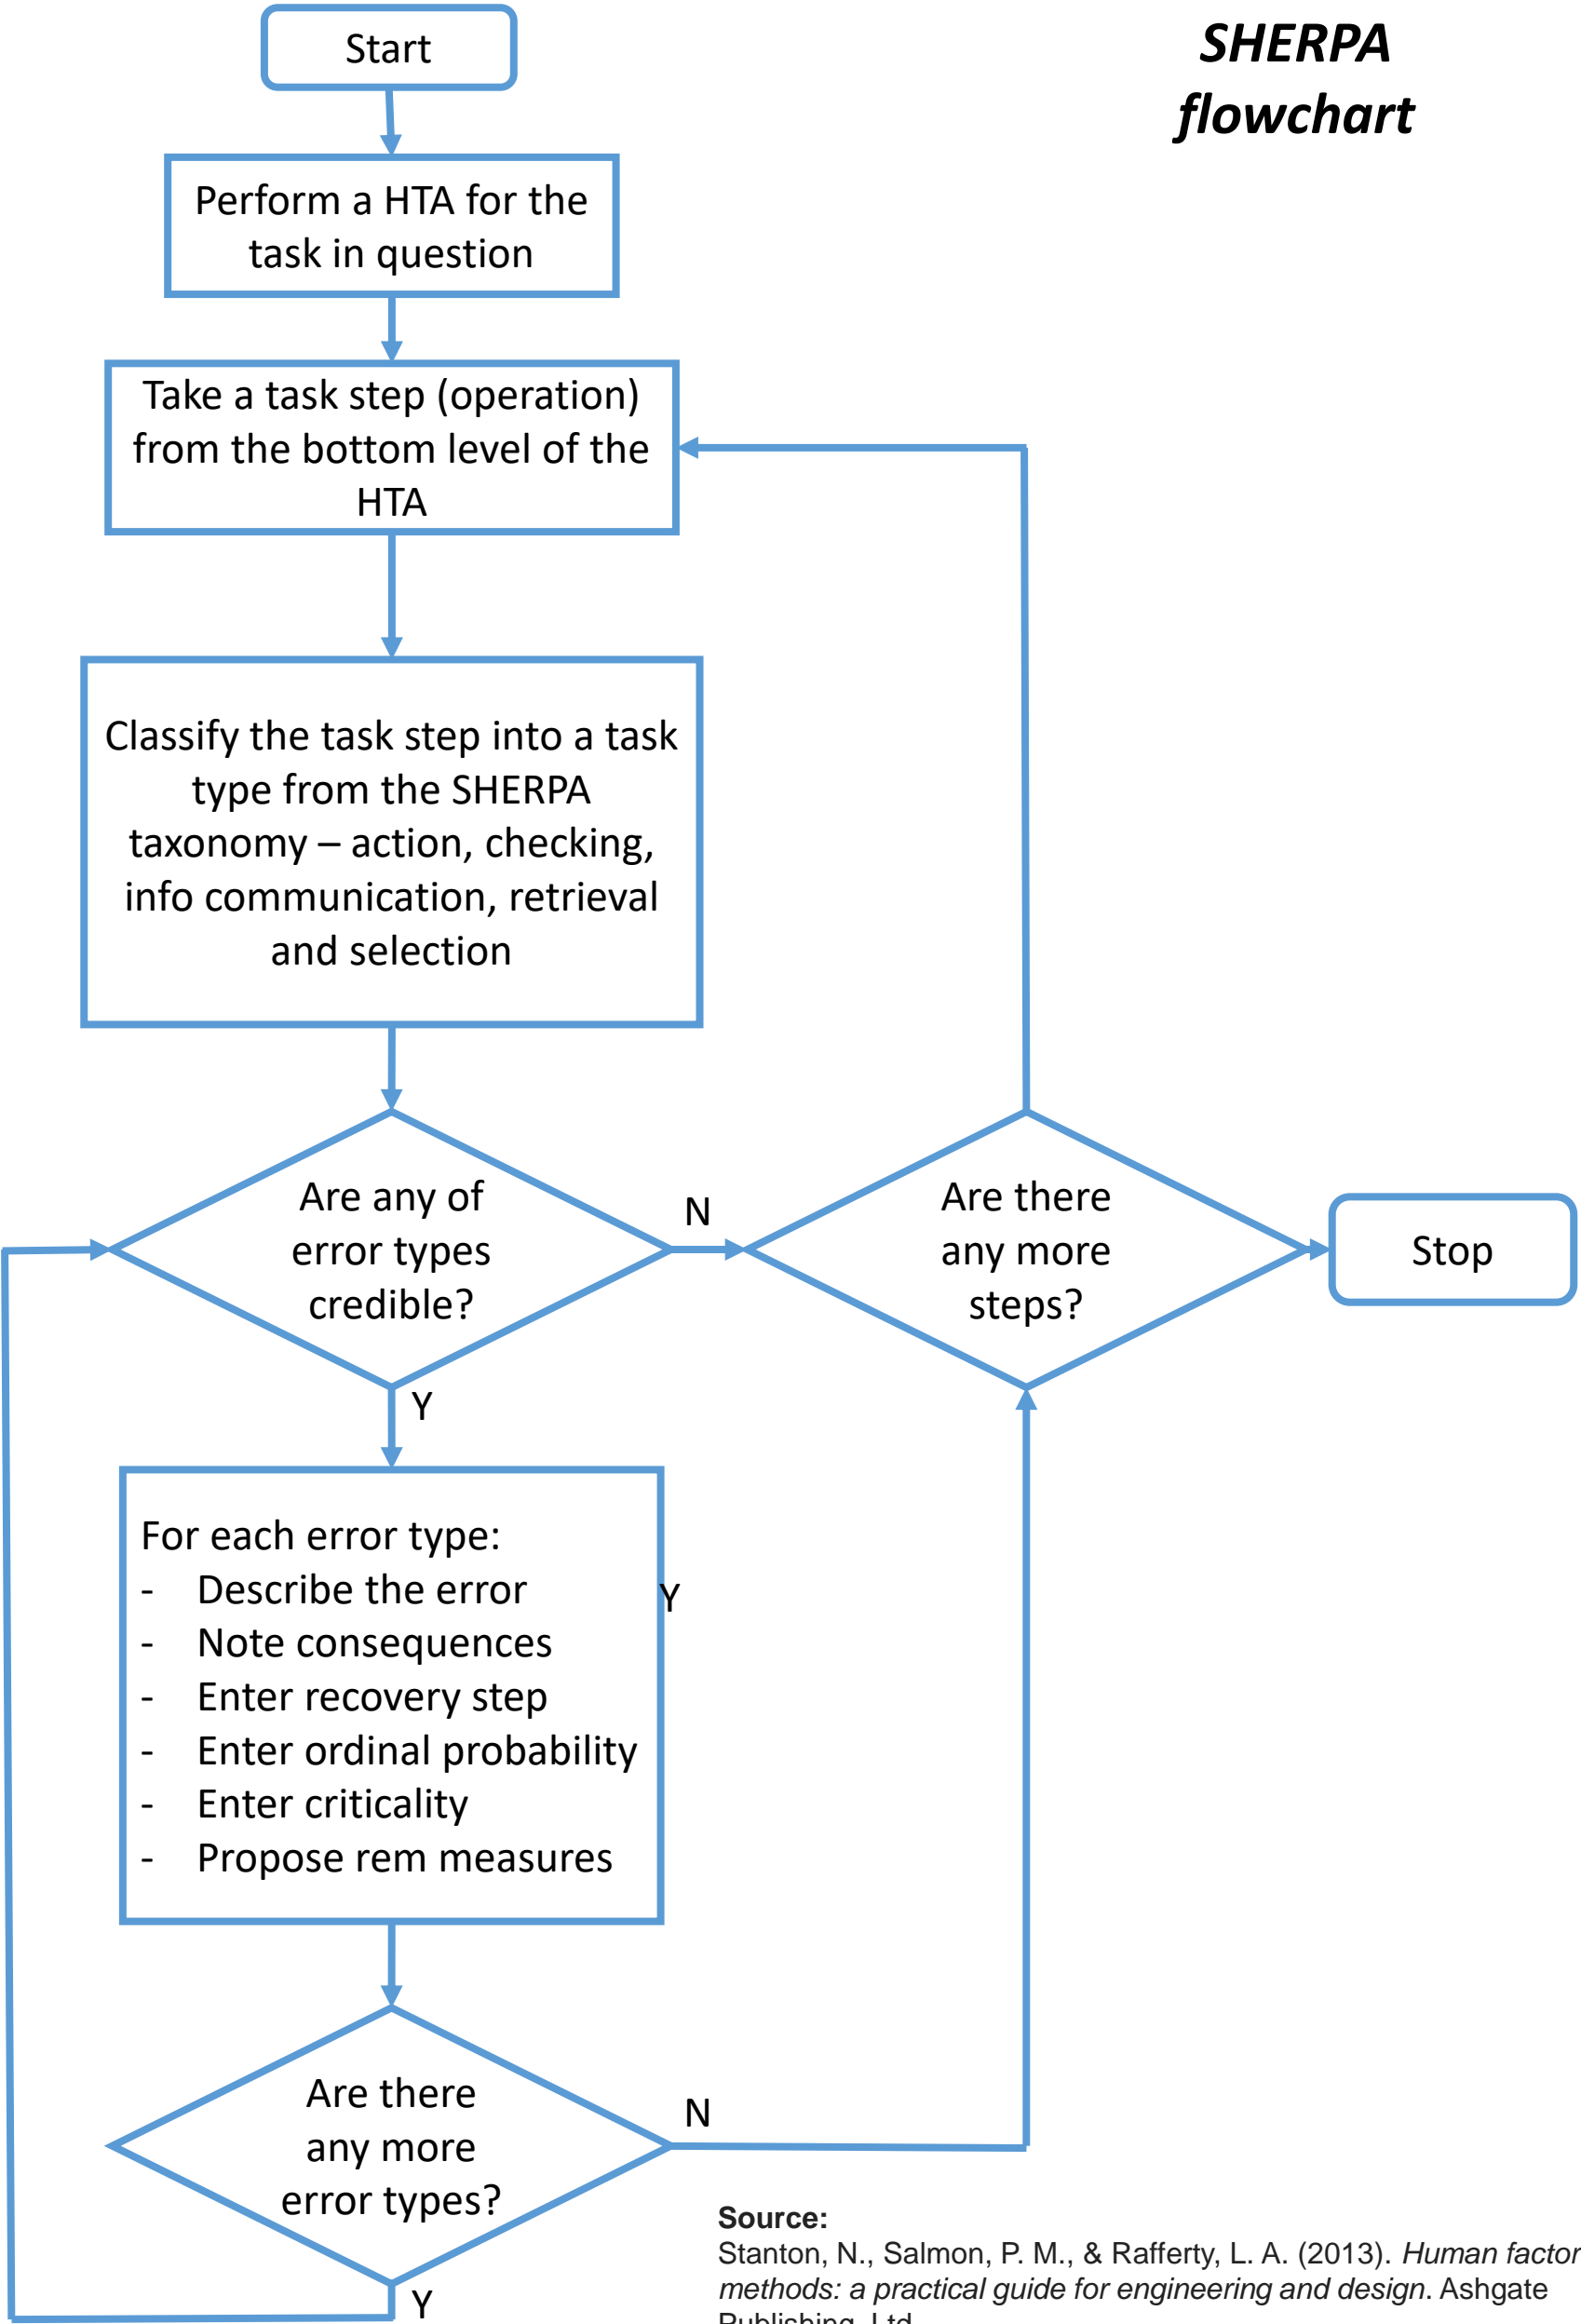 SHERPA
flowchart
Start
Perform a HTA for the
task in question
Take a task step (operation)
from the bottom level of the
HTA
Classify the task step into a task
type from the SHERPA
taxonomy – action, checking,
info communication, retrieval
and selection
Are any of
error types
credible?
N
Are there
any more
steps?
Stop
Y
For each error type:
- Describe the error
- Note consequences
- Enter recovery step
- Enter ordinal probability
- Enter criticality
- Propose rem measures
Y
Are there
any more
error types?
N
Y
Source:
Stanton, N., Salmon, P. M., & Rafferty, L. A. (2013). Human factor
methods: a practical guide for engineering and design. Ashgate
Publishing, Ltd